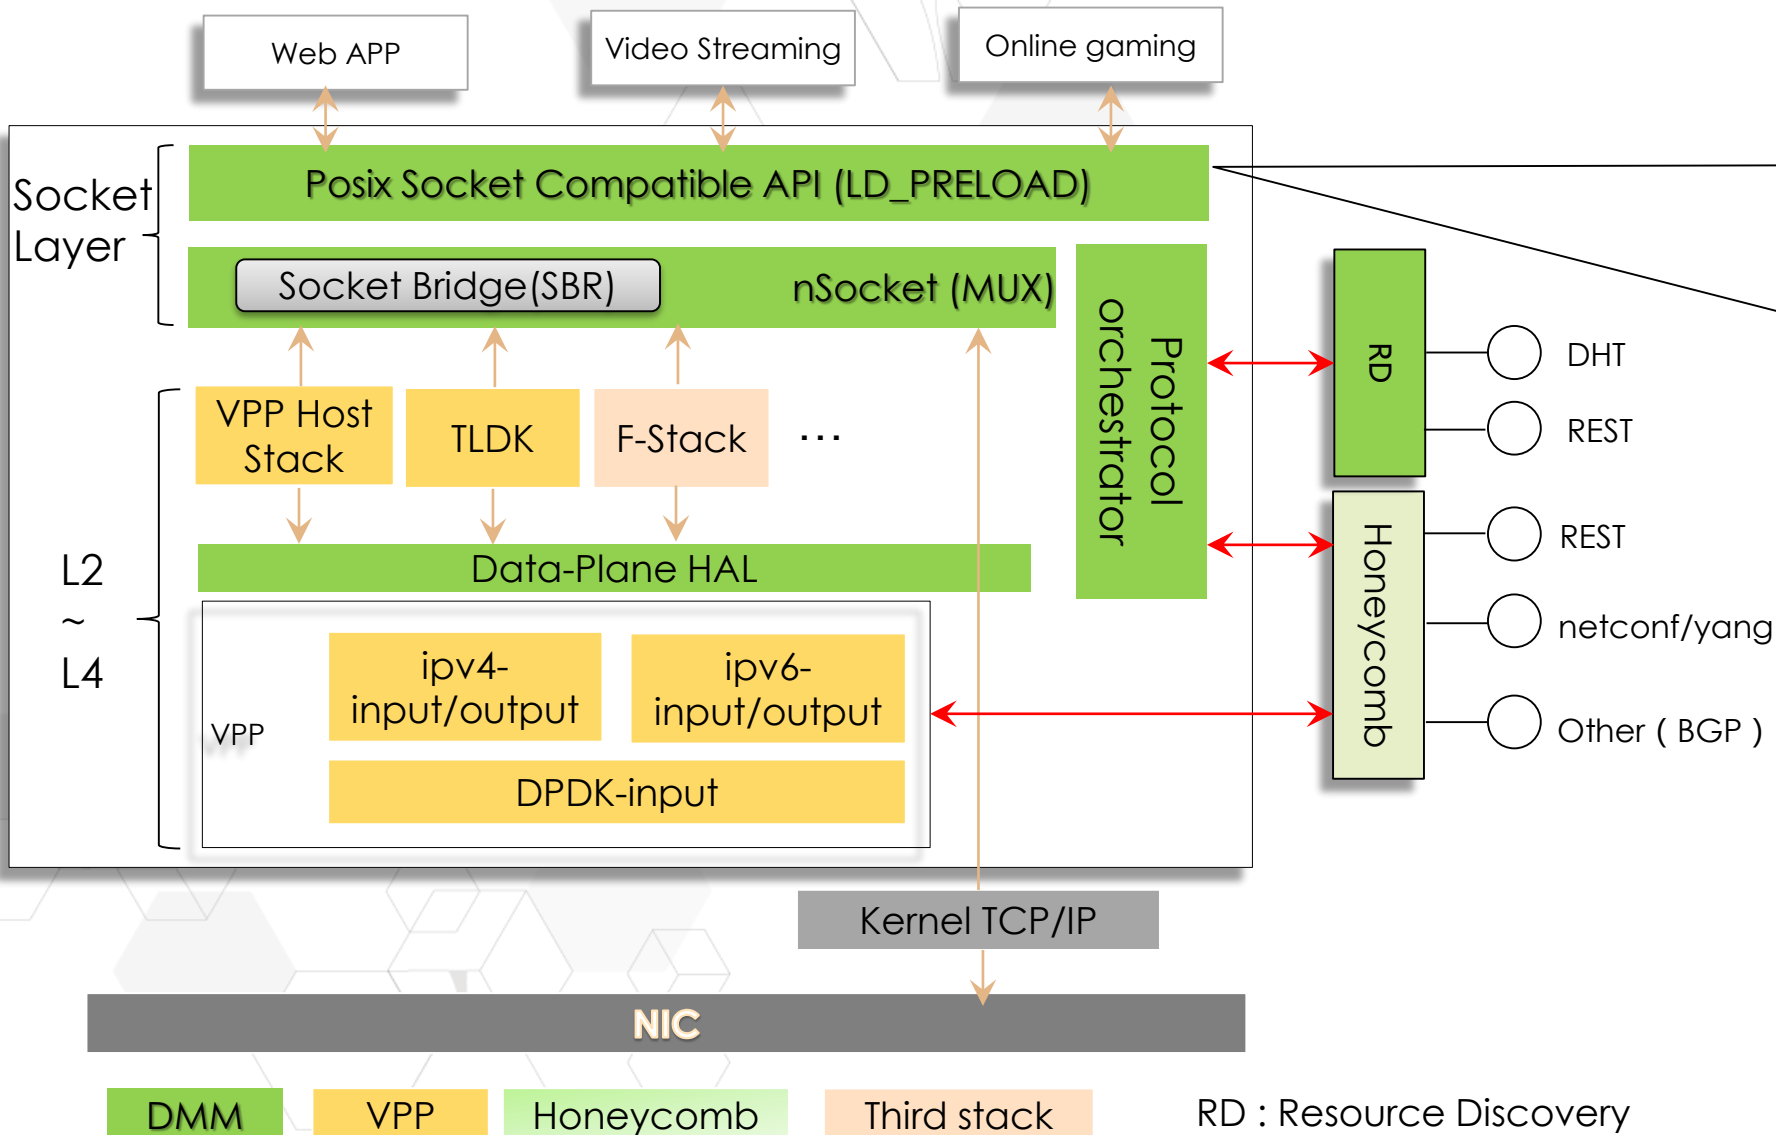 Web APP
Video Streaming
Online gaming
Socket
Layer
Posix Socket Compatible API (LD_PRELOAD)
Socket Bridge(SBR)
nSocket (MUX)
Protocol
orchestrator
RD
DHT
REST
VPP Host
Stack
TLDK
F-Stack
...
Data-Plane HAL
L2
~
L4
VPP
ipv4-
input/output
ipv6-
input/output
DPDK-input
Honeycomb
REST
netconf/yang
Other ( BGP )
Kernel TCP/IP
NIC
DMM
VPP
Honeycomb
Third stack
RD : Resource Discovery